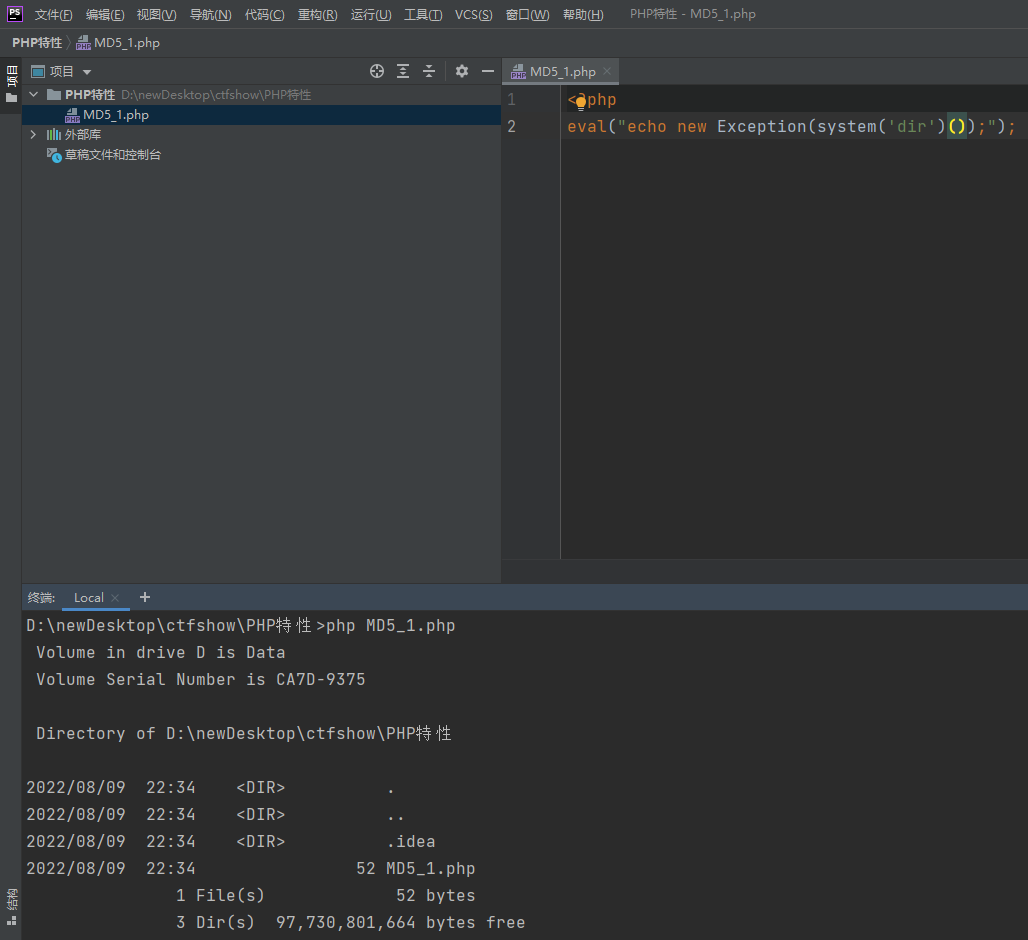 PS 文件(F) 编辑(E) 视图(V) 导航(N) 代码(C) 重构(R) 运行(U) 工具(T) VCS(S) 窗口(W) 帮助(H) PHP特性 - MD5_1.php
PHP特性 MD5_1.php
项目
项目
MD5_1.php
PHP特性 D:\newDesktop\ctfshow\PHP特性
MD5_1.php
外部库
草稿文件和控制台
1 <?php
2 eval("echo new Exception(system('dir')());");
终端: Local +
D:\newDesktop\ctfshow\PHP特性>php MD5_1.php
Volume in drive D is Data
Volume Serial Number is CA7D-9375
Directory of D:\newDesktop\ctfshow\PHP特性
2022/08/09 22:34 <DIR> .
2022/08/09 22:34 <DIR> ..
2022/08/09 22:34 <DIR> .idea
2022/08/09 22:34 52 MD5_1.php
1 File(s) 52 bytes
3 Dir(s) 97,730,801,664 bytes free
结构